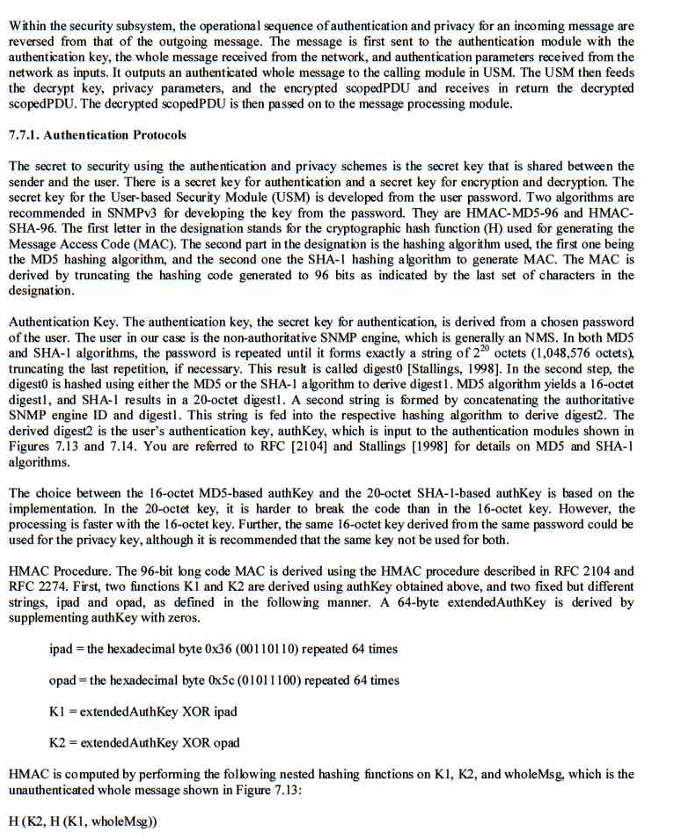 Within the security subsystem, the operational sequence of authentication and privacy for an incoming message are
reversed from that of the outgoing message. The message is first sent to the authentication module with the
authentication key, the whole message received from the network, and authentication parameters received from the
network as inputs. It outputs an authenticated whole message to the calling module in USM. The USM then feeds
the decrypt key, privacy parameters, and the encrypted scopedPDU and receives in return the decrypted
scopedPDU. The decrypted scopedPDU is then passed on to the message processing module.
7.7.1. Authentication Protocols
The secret to security using the authentication and privacy schemes is the secret key that is shared between the
sender and the user. There is a secret key for authentication and a secret key for encryption and decryption. The
secret key for the User-based Security Module (USM) is developed from the user password. Two algorithms are
recommended in SNMPv3 for developing the key from the password. They are HMAC-MD5-96 and HMAC-
SHA-96. The first letter in the designation stands for the cryptographic hash function (H) used for generating the
Message Access Code (MAC). The second part in the designation is the hashing algorithm used, the first one being
the MD5 hashing algorithm, and the second one the SHA-1 hashing algorithm to generate MAC. The MAC is
derived by truncating the hashing code generated to 96 bits as indicated by the last set of characters in the
designation.
Authentication Key. The authentication key, the secret key for authentication, is derived from a chosen password
of the user. The user in our case is the non-authoritative SNMP engine, which is generally an NMS. In both MD5
and SHA-1 algorithms, the password is repeated until it forms exactly a string of 2²⁰ octets (1,048,576 octets),
truncating the last repetition, if necessary. This result is called digest0 [Stallings, 1998]. In the second step, the
digest0 is hashed using either the MD5 or the SHA-1 algorithm to derive digest1. MD5 algorithm yields a 16-octet
digest1, and SHA-1 results in a 20-octet digest1. A second string is formed by concatenating the authoritative
SNMP engine ID and digest1. This string is fed into the respective hashing algorithm to derive digest2. The
derived digest2 is the user's authentication key, authKey, which is input to the authentication modules shown in
Figures 7.13 and 7.14. You are referred to RFC [2104] and Stallings [1998] for details on MD5 and SHA-1
algorithms.
The choice between the 16-octet MD5-based authKey and the 20-octet SHA-1-based authKey is based on the
implementation. In the 20-octet key, it is harder to break the code than in the 16-octet key. However, the
processing is faster with the 16-octet key. Further, the same 16-octet key derived from the same password could be
used for the privacy key, although it is recommended that the same key not be used for both.
HMAC Procedure. The 96-bit long code MAC is derived using the HMAC procedure described in RFC 2104 and
RFC 2274. First, two functions K1 and K2 are derived using authKey obtained above, and two fixed but different
strings, ipad and opad, as defined in the following manner. A 64-byte extendedAuthKey is derived by
supplementing authKey with zeros.
ipad = the hexadecimal byte 0x36 (00110110) repeated 64 times
opad = the hexadecimal byte 0x5c (01011100) repeated 64 times
K1 = extendedAuthKey XOR ipad
K2 = extendedAuthKey XOR opad
HMAC is computed by performing the following nested hashing functions on K1, K2, and wholeMsg, which is the
unauthenticated whole message shown in Figure 7.13:
H (K2, H (K1, wholeMsg))